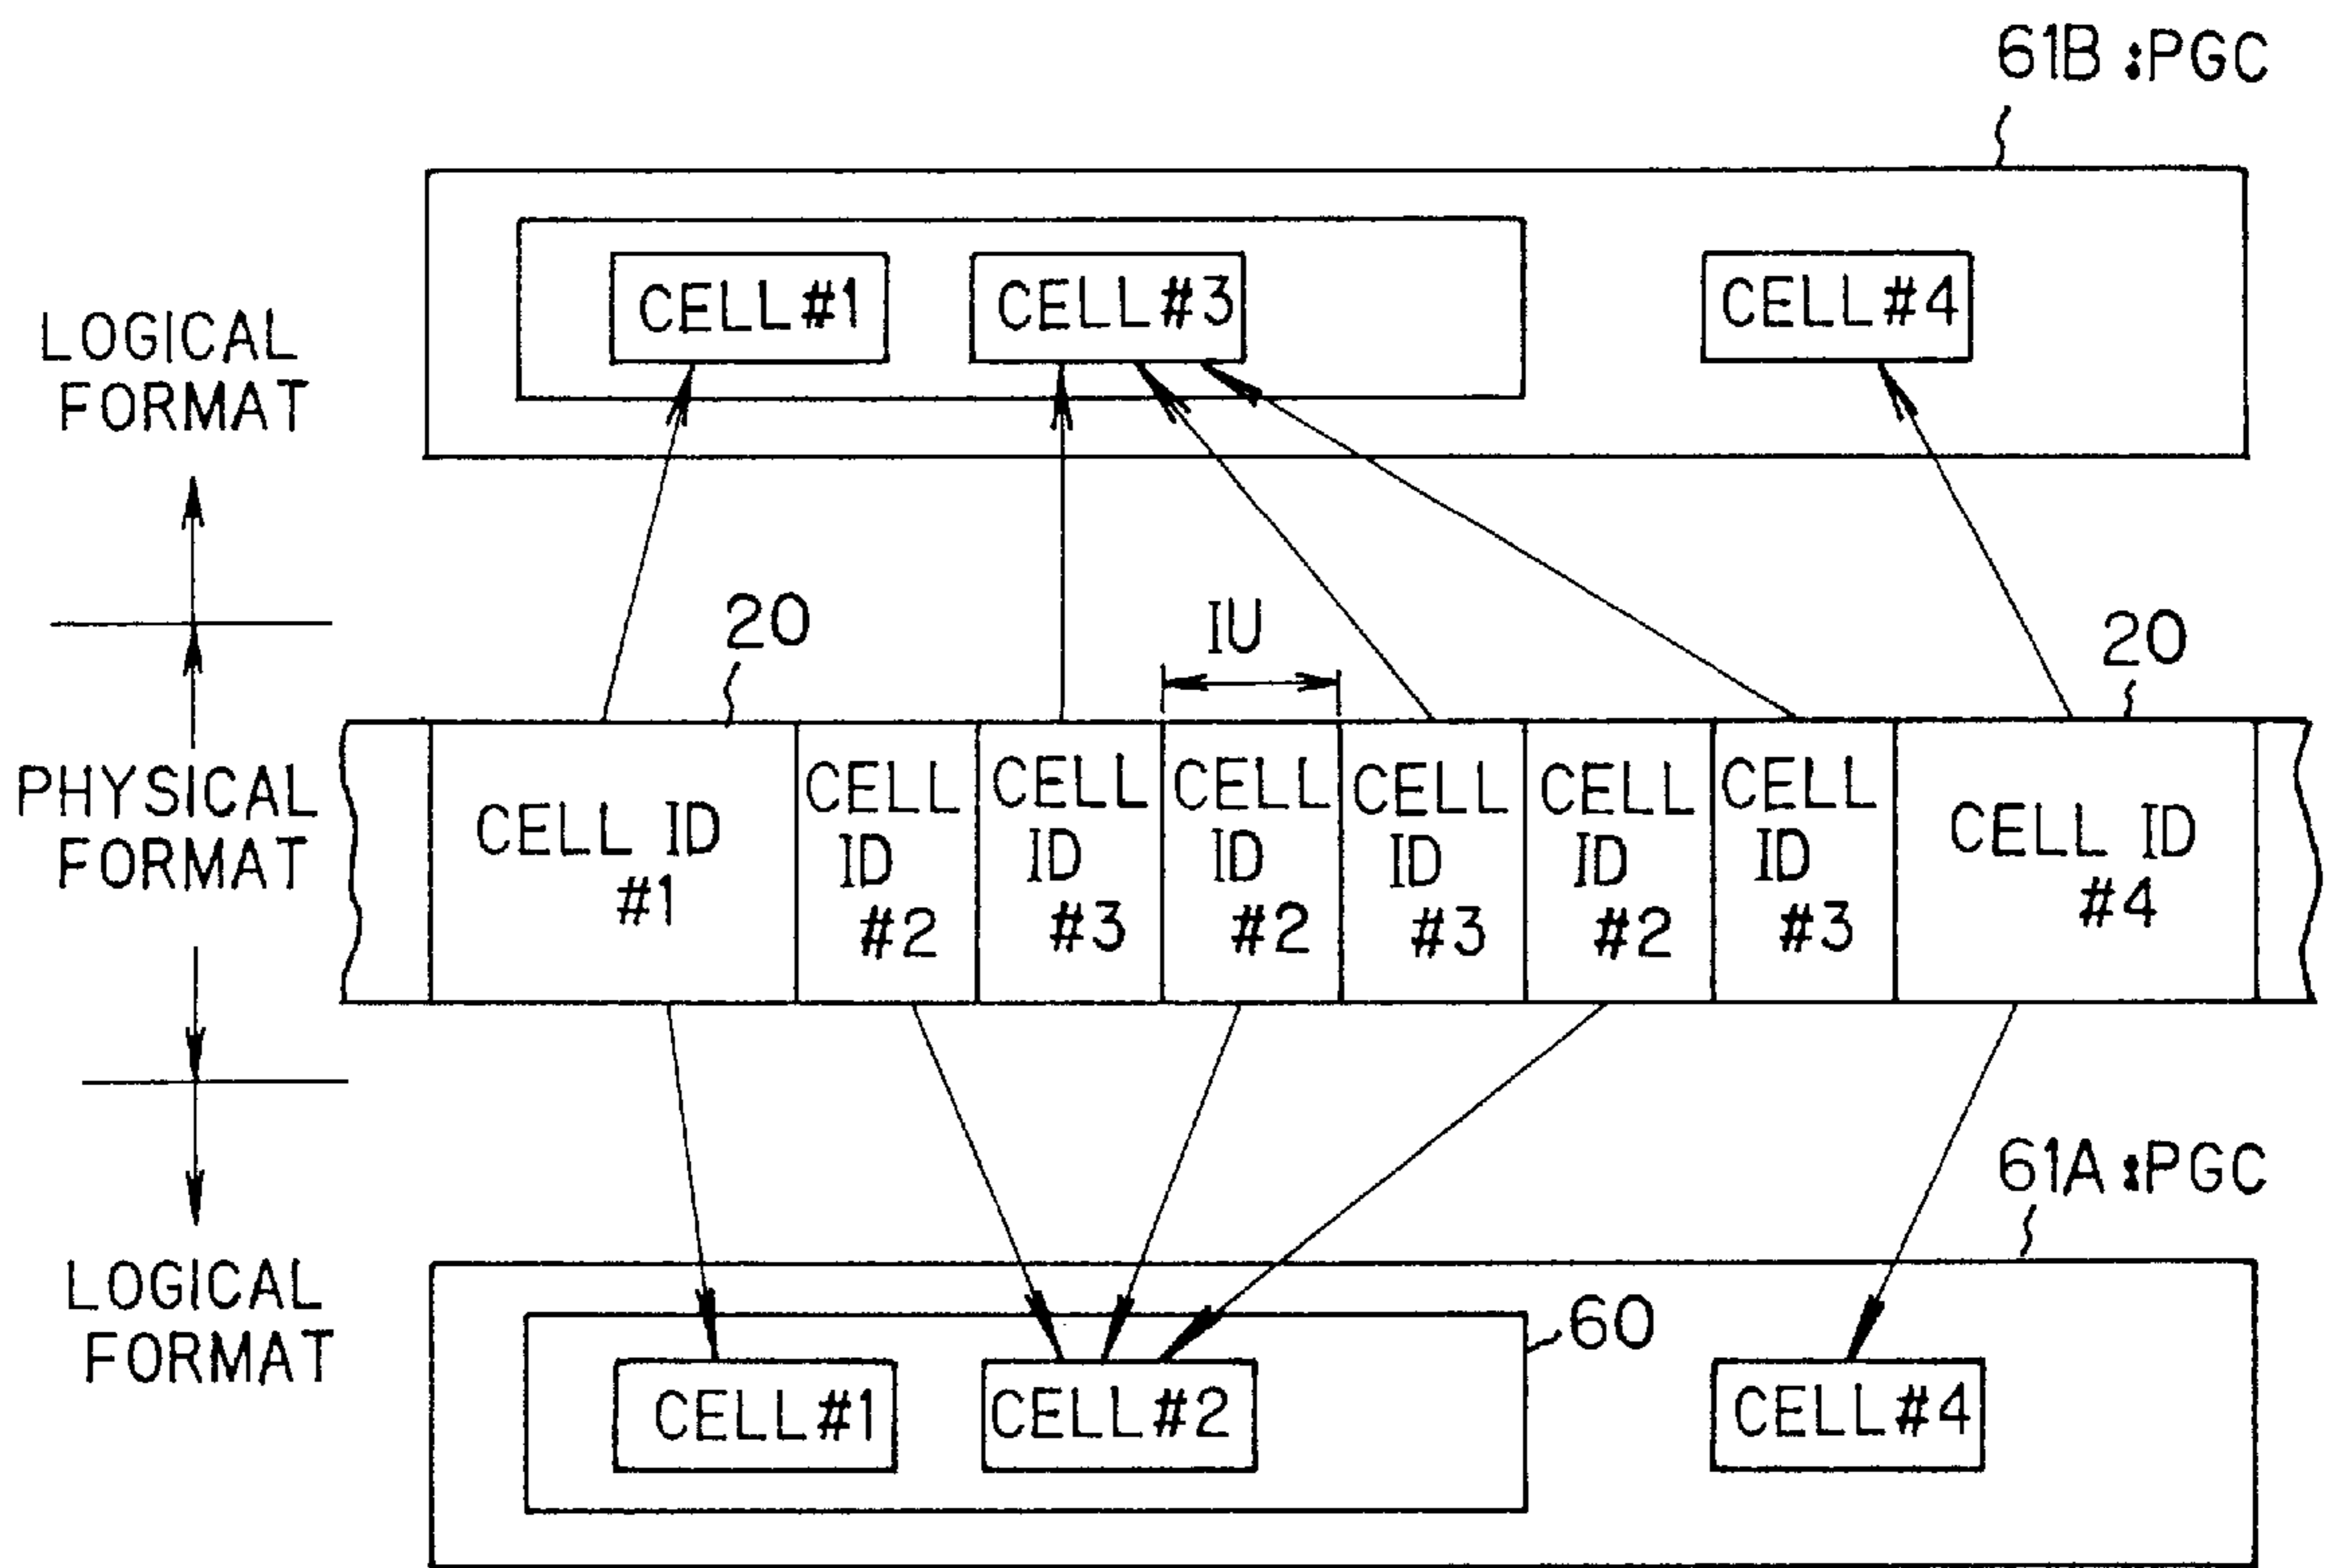 61B :PGC
CELL #1
CELL #3
CELL #4
LOGICAL
FORMAT
20
IU
20
PHYSICAL
FORMAT
CELL ID
#1
CELL
ID
#2
CELL
ID
#3
CELL
ID
#2
CELL
ID
#3
CELL
ID
#2
CELL
ID
#3
CELL ID
#4
61A :PGC
LOGICAL
FORMAT
60
CELL #1
CELL #2
CELL #4